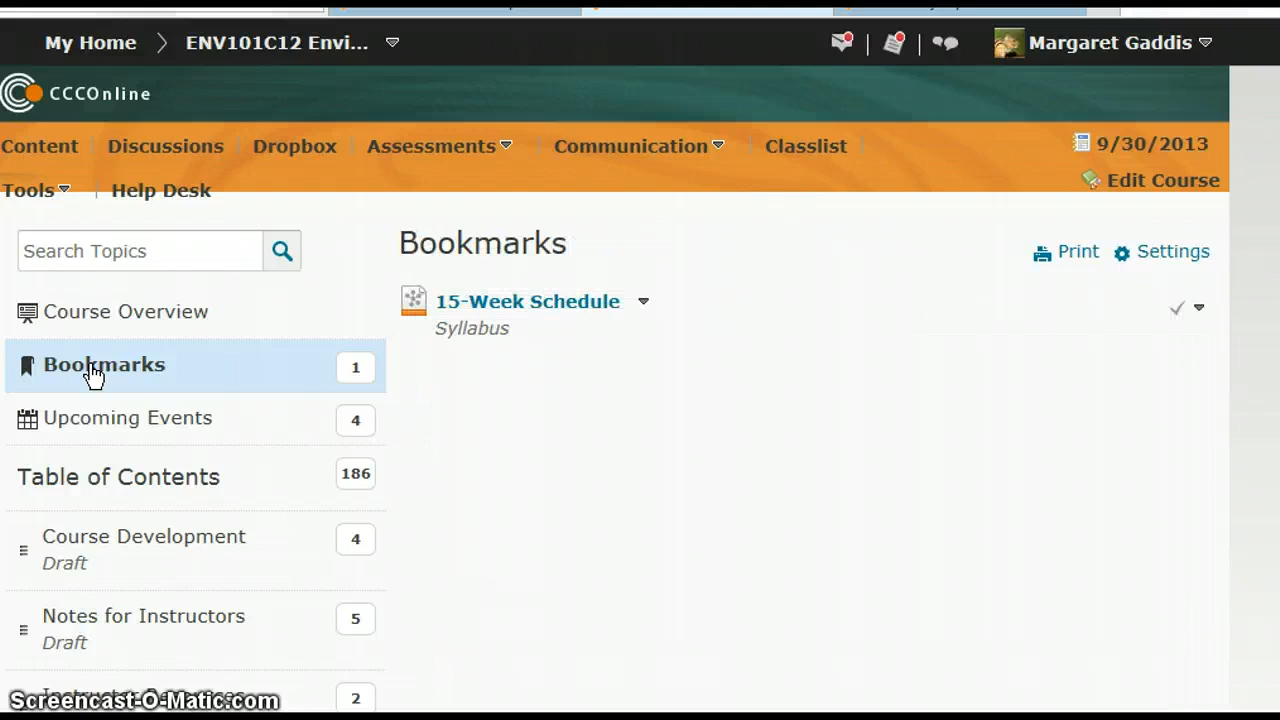 My Home ENV101C12 Envi... Margaret Gaddis
CCCOnline
Content Discussions Dropbox Assessments Communication Classlist 9/30/2013
Tools Help Desk Edit Course
Search Topics
Bookmarks
Print Settings
Course Overview
15-Week Schedule
Syllabus
Bookmarks 1
Upcoming Events 4
Table of Contents 186
Course Development 4
Draft
Notes for Instructors 5
Draft
2
Screencast-O-Matic.com